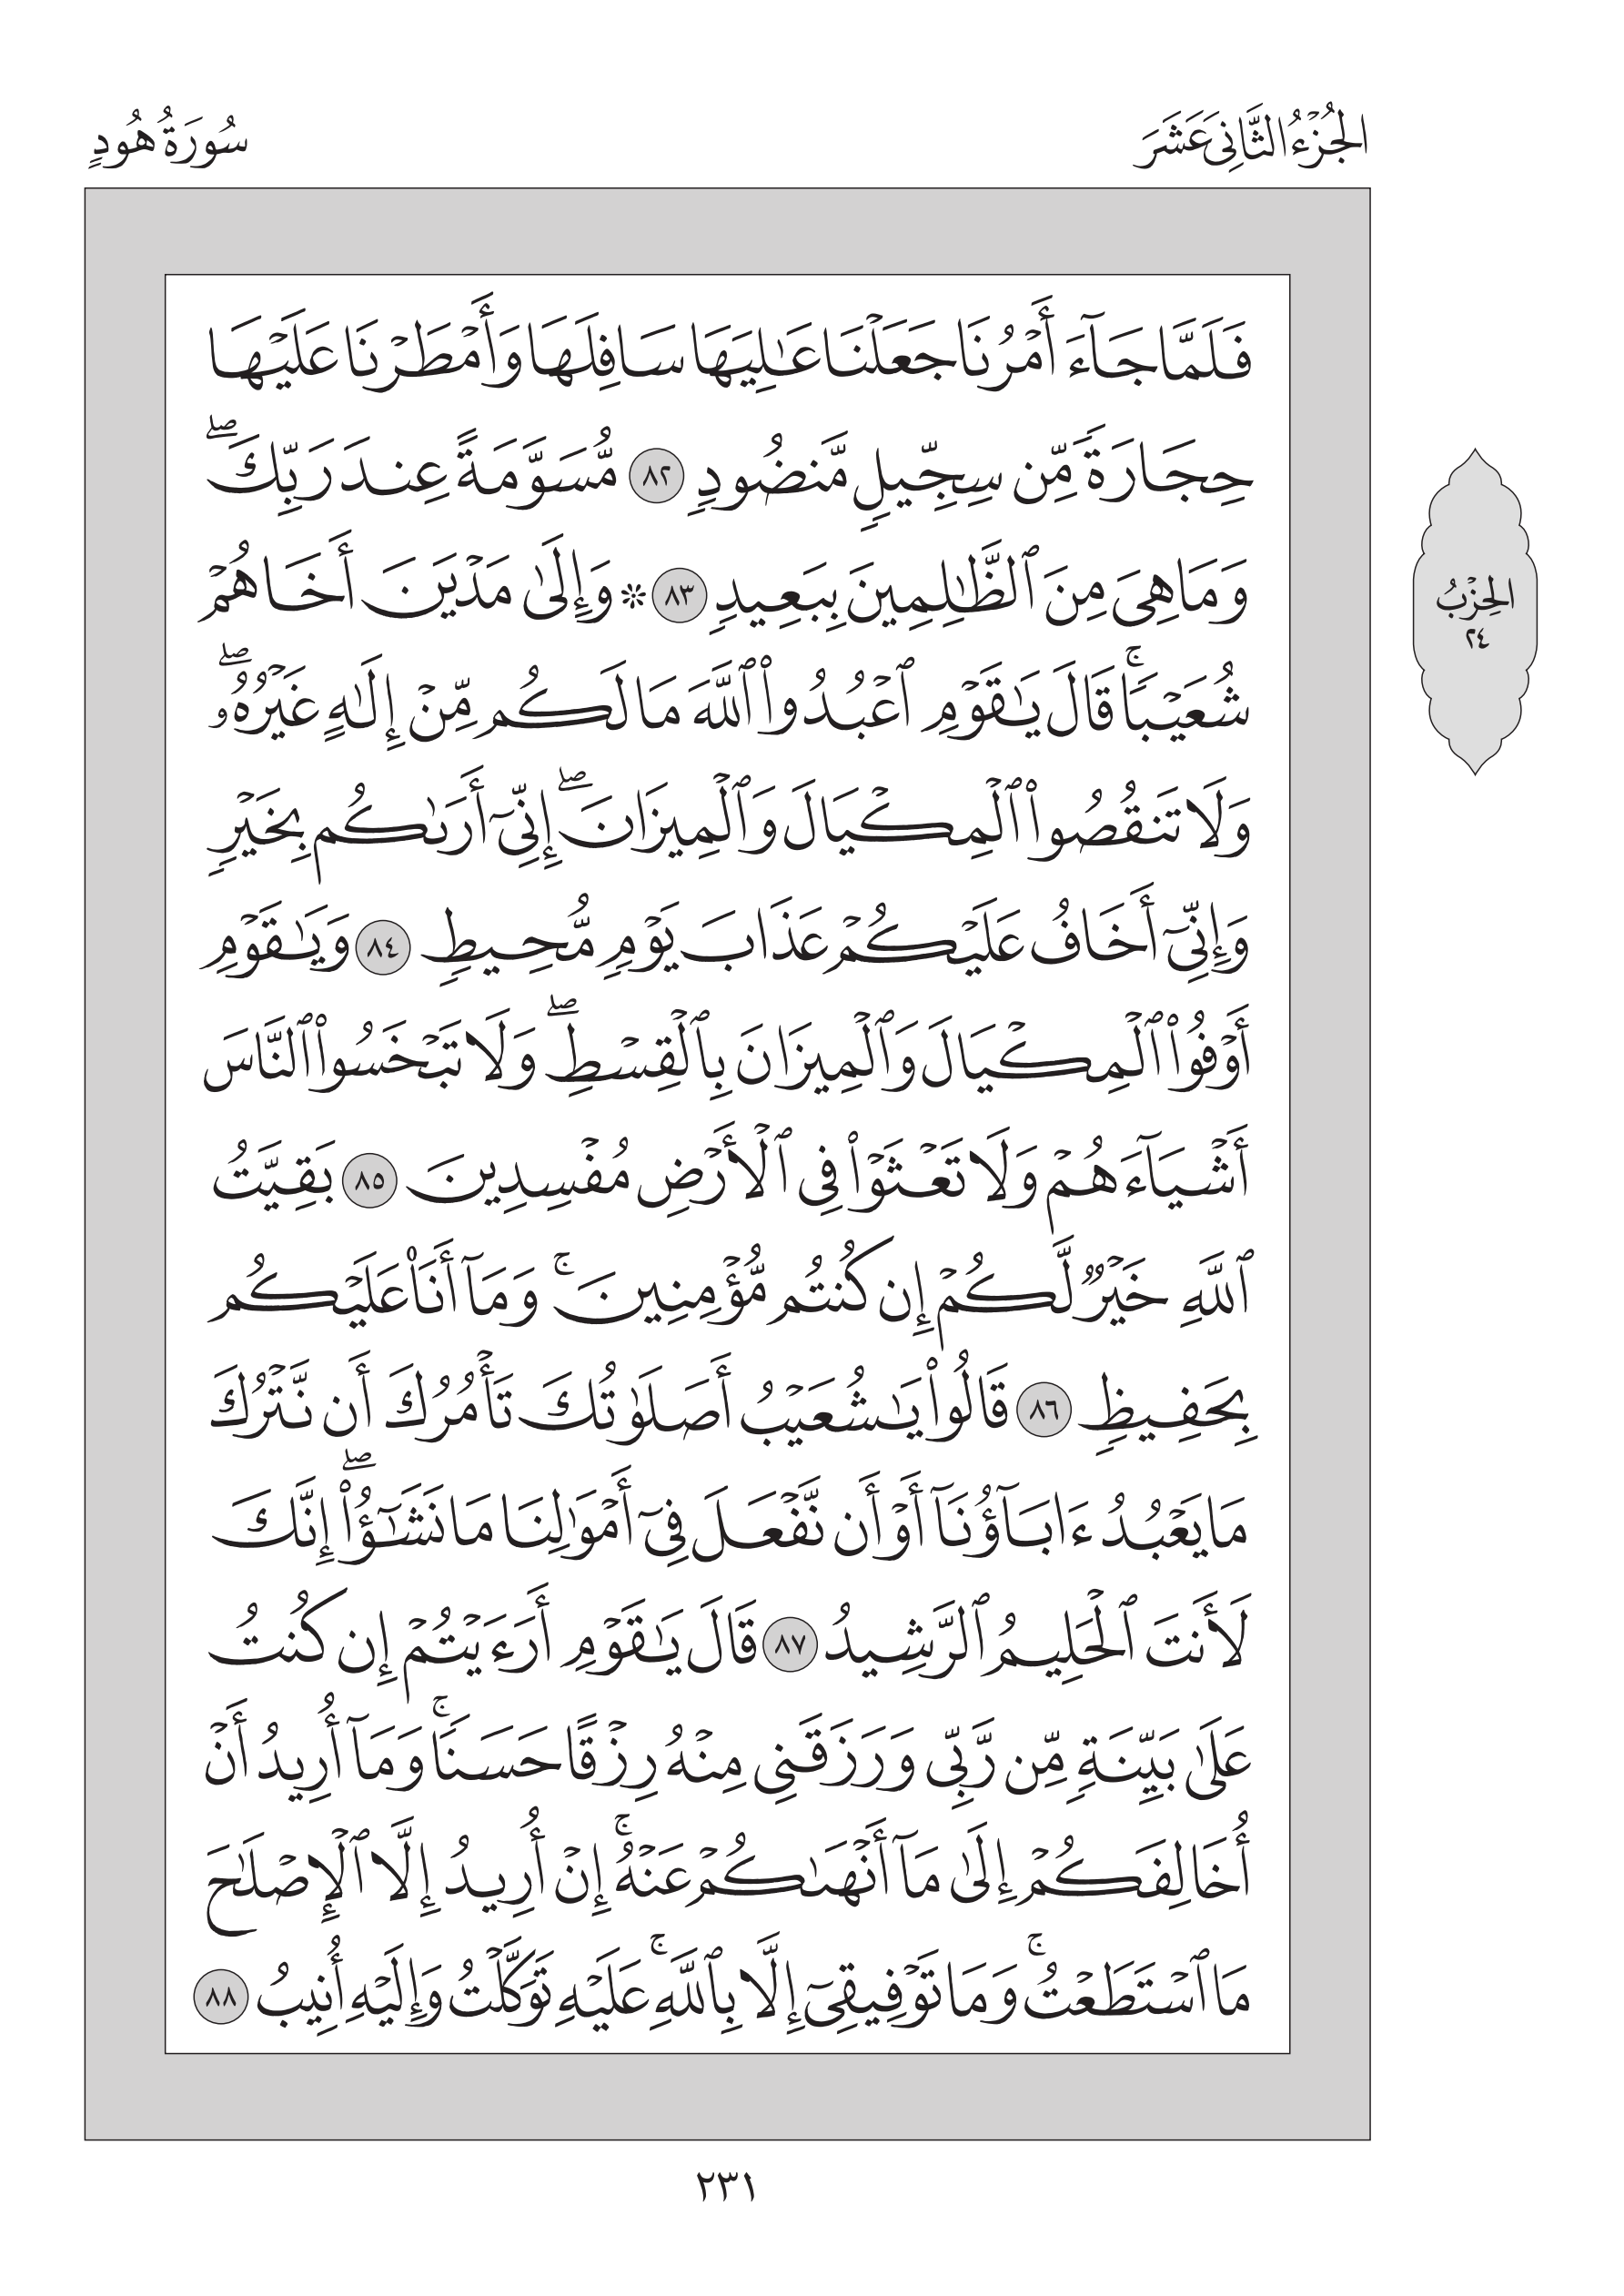 الجُزْءُ الثَّانِي عَشَرَ
سُورَةُ هُودٍ
فَلَمَّا جَآءَ أَمْرُنَا جَعَلْنَا عَٰلِيَهَا سَافِلَهَا وَأَمْطَرْنَا عَلَيْهَا
حِجَارَةً مِّن سِجِّيلٍ مَّنضُودٍ ٨٢ مُّسَوَّمَةً عِندَ رَبِّكَۖ
وَمَا هِيَ مِنَ ٱلظَّٰلِمِينَ بِبَعِيدٍ ٨٣ ۞ وَإِلَىٰ مَدْيَنَ أَخَاهُمْ
شُعَيْبًاۚ قَالَ يَٰقَوْمِ ٱعْبُدُوا۟ ٱللَّهَ مَا لَكُم مِّنْ إِلَٰهٍ غَيْرُهُۥۖ
وَلَا تَنقُصُوا۟ ٱلْمِكْيَالَ وَٱلْمِيزَانَۖ إِنِّىٓ أَرَىٰكُم بِخَيْرٍ
وَإِنِّىٓ أَخَافُ عَلَيْكُمْ عَذَابَ يَوْمٍ مُّحِيطٍ ٨٤ وَيَٰقَوْمِ
أَوْفُوا۟ ٱلْمِكْيَالَ وَٱلْمِيزَانَ بِٱلْقِسْطِۖ وَلَا تَبْخَسُوا۟ ٱلنَّاسَ
أَشْيَآءَهُمْ وَلَا تَعْثَوْا۟ فِى ٱلْأَرْضِ مُفْسِدِينَ ٨٥ بَقِيَّتُ
ٱللَّهِ خَيْرٌ لَّكُمْ إِن كُنتُم مُّؤْمِنِينَۚ وَمَآ أَنَا۠ عَلَيْكُم
بِحَفِيظٍ ٨٦ قَالُوا۟ يَٰشُعَيْبُ أَصَلَوٰتُكَ تَأْمُرُكَ أَن نَّتْرُكَ
مَا يَعْبُدُ ءَابَآؤُنَآ أَوْ أَن نَّفْعَلَ فِىٓ أَمْوَٰلِنَا مَا نَشَٰٓؤُا۟ۖ إِنَّكَ
لَأَنتَ ٱلْحَلِيمُ ٱلرَّشِيدُ ٨٧ قَالَ يَٰقَوْمِ أَرَءَيْتُمْ إِن كُنتُ
عَلَىٰ بَيِّنَةٍ مِّن رَّبِّى وَرَزَقَنِى مِنْهُ رِزْقًا حَسَنًاۚ وَمَآ أُرِيدُ أَنْ
أُخَالِفَكُمْ إِلَىٰ مَآ أَنْهَىٰكُمْ عَنْهُۚ إِنْ أُرِيدُ إِلَّا ٱلْإِصْلَٰحَ
مَا ٱسْتَطَعْتُۚ وَمَا تَوْفِيقِىٓ إِلَّا بِٱللَّهِۚ عَلَيْهِ تَوَكَّلْتُ وَإِلَيْهِ أُنِيبُ ٨٨
الحِزْبُ
٢٤
٢٣١